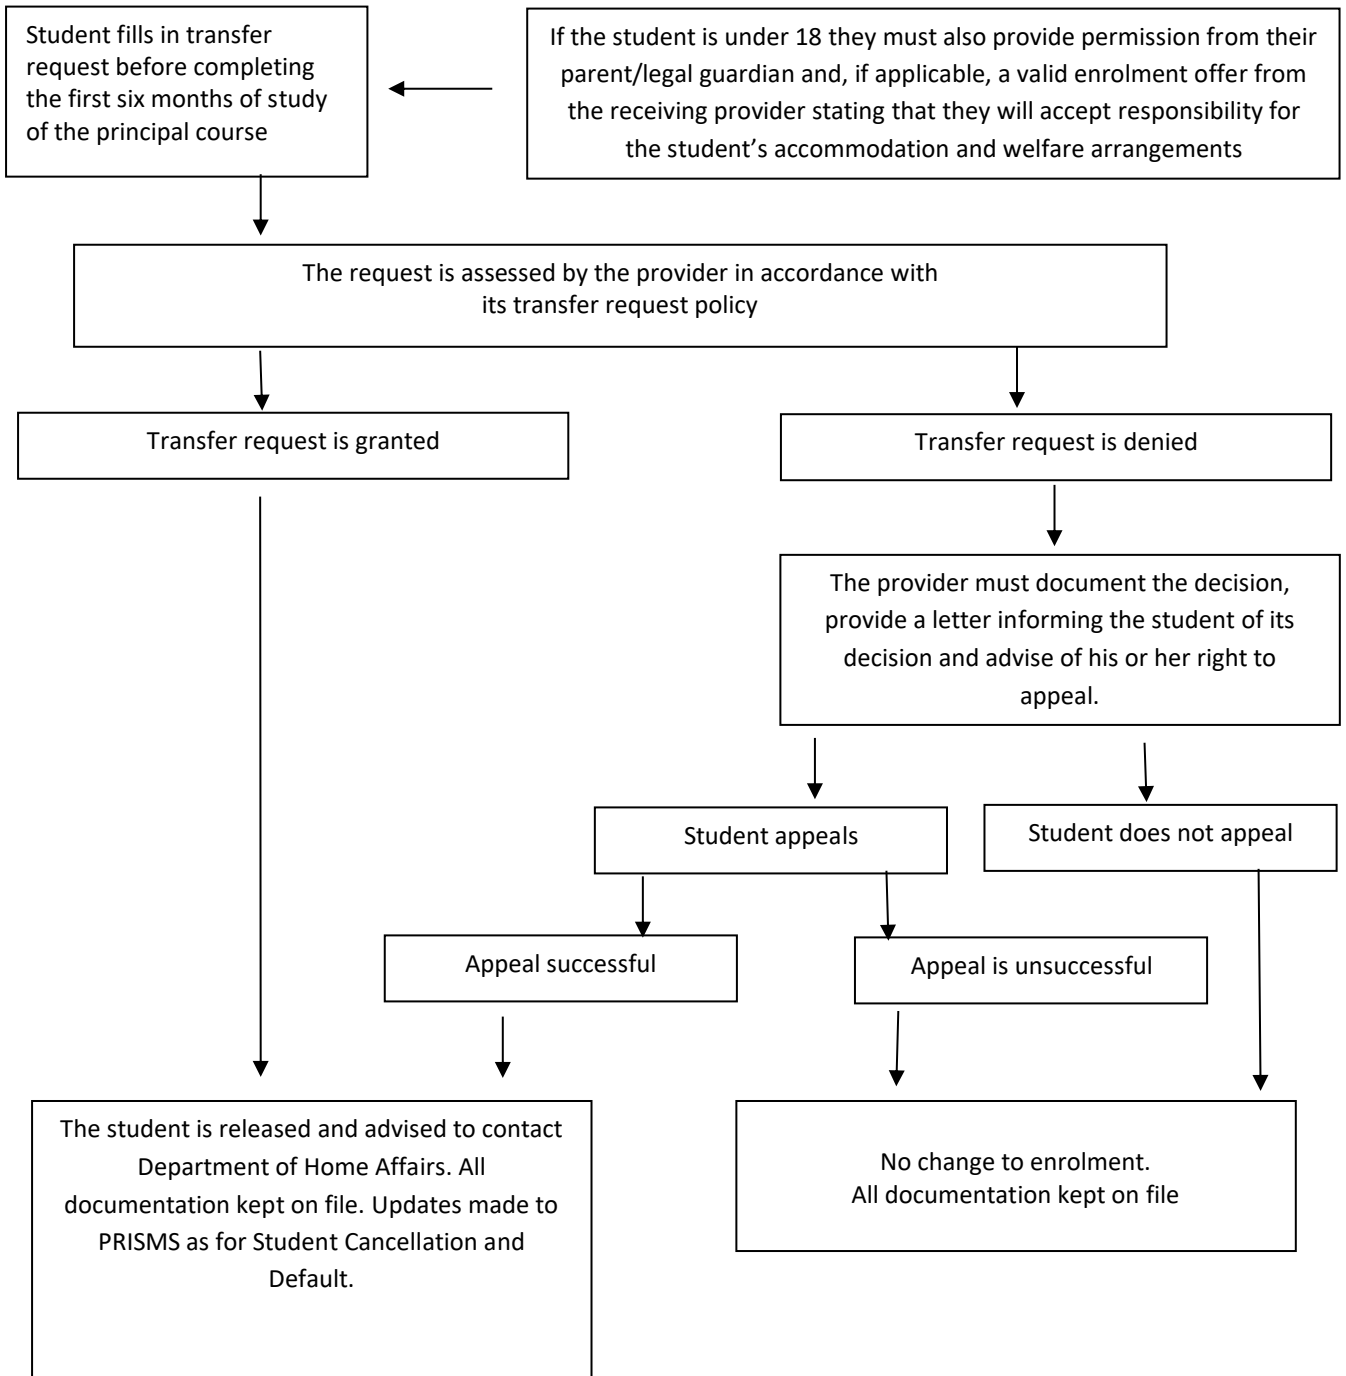 Student fills in transfer
request before completing
the first six months of study
of the principal course
If the student is under 18 they must also provide permission from their
parent/legal guardian and, if applicable, a valid enrolment offer from
the receiving provider stating that they will accept responsibility for
the student’s accommodation and welfare arrangements
The request is assessed by the provider in accordance with
its transfer request policy
Transfer request is granted
Transfer request is denied
The provider must document the decision,
provide a letter informing the student of its
decision and advise of his or her right to
appeal.
Student appeals
Student does not appeal
Appeal successful
Appeal is unsuccessful
The student is released and advised to contact
Department of Home Affairs. All
documentation kept on file. Updates made to
PRISMS as for Student Cancellation and
Default.
No change to enrolment.
All documentation kept on file